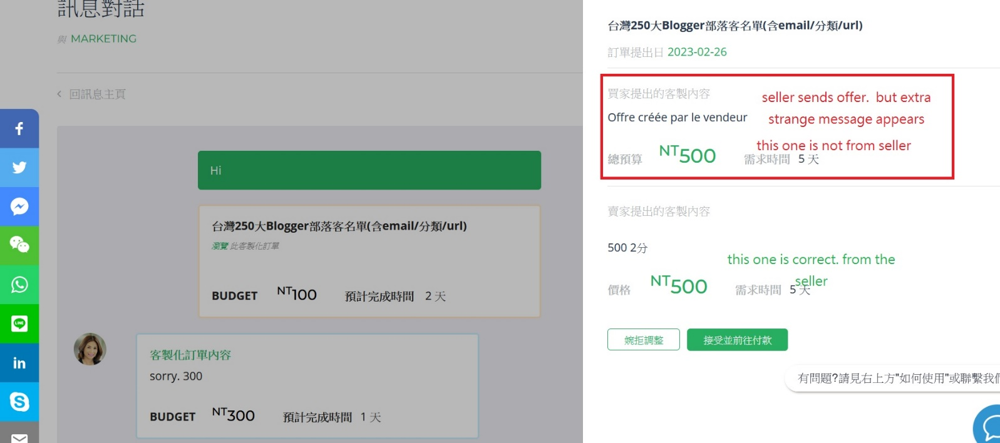 訊息對話
與 MARKETING
回訊息主頁
Hi
台灣250大Blogger部落客名單(含email/分類/url)
瀏覽 此客製化訂單
BUDGET NT100 預計完成時間 2 天
客製化訂單內容
sorry. 300
BUDGET NT300 預計完成時間 1 天
f
LINE
in
S
台灣250大Blogger部落客名單(含email/分類/url)
訂單提出日 2023-02-26
買家提出的客製內容
seller sends offer. but extra
Offre créée par le vendeur
strange message appears
this one is not from seller
總預算 NT500 需求時間 5 天
賣家提出的客製內容
500 2分
this one is correct. from the
seller
價格 NT500 需求時間 5 天
婉拒調整
接受並前往付款
有問題?請見右上方"如何使用"或聯繫我們